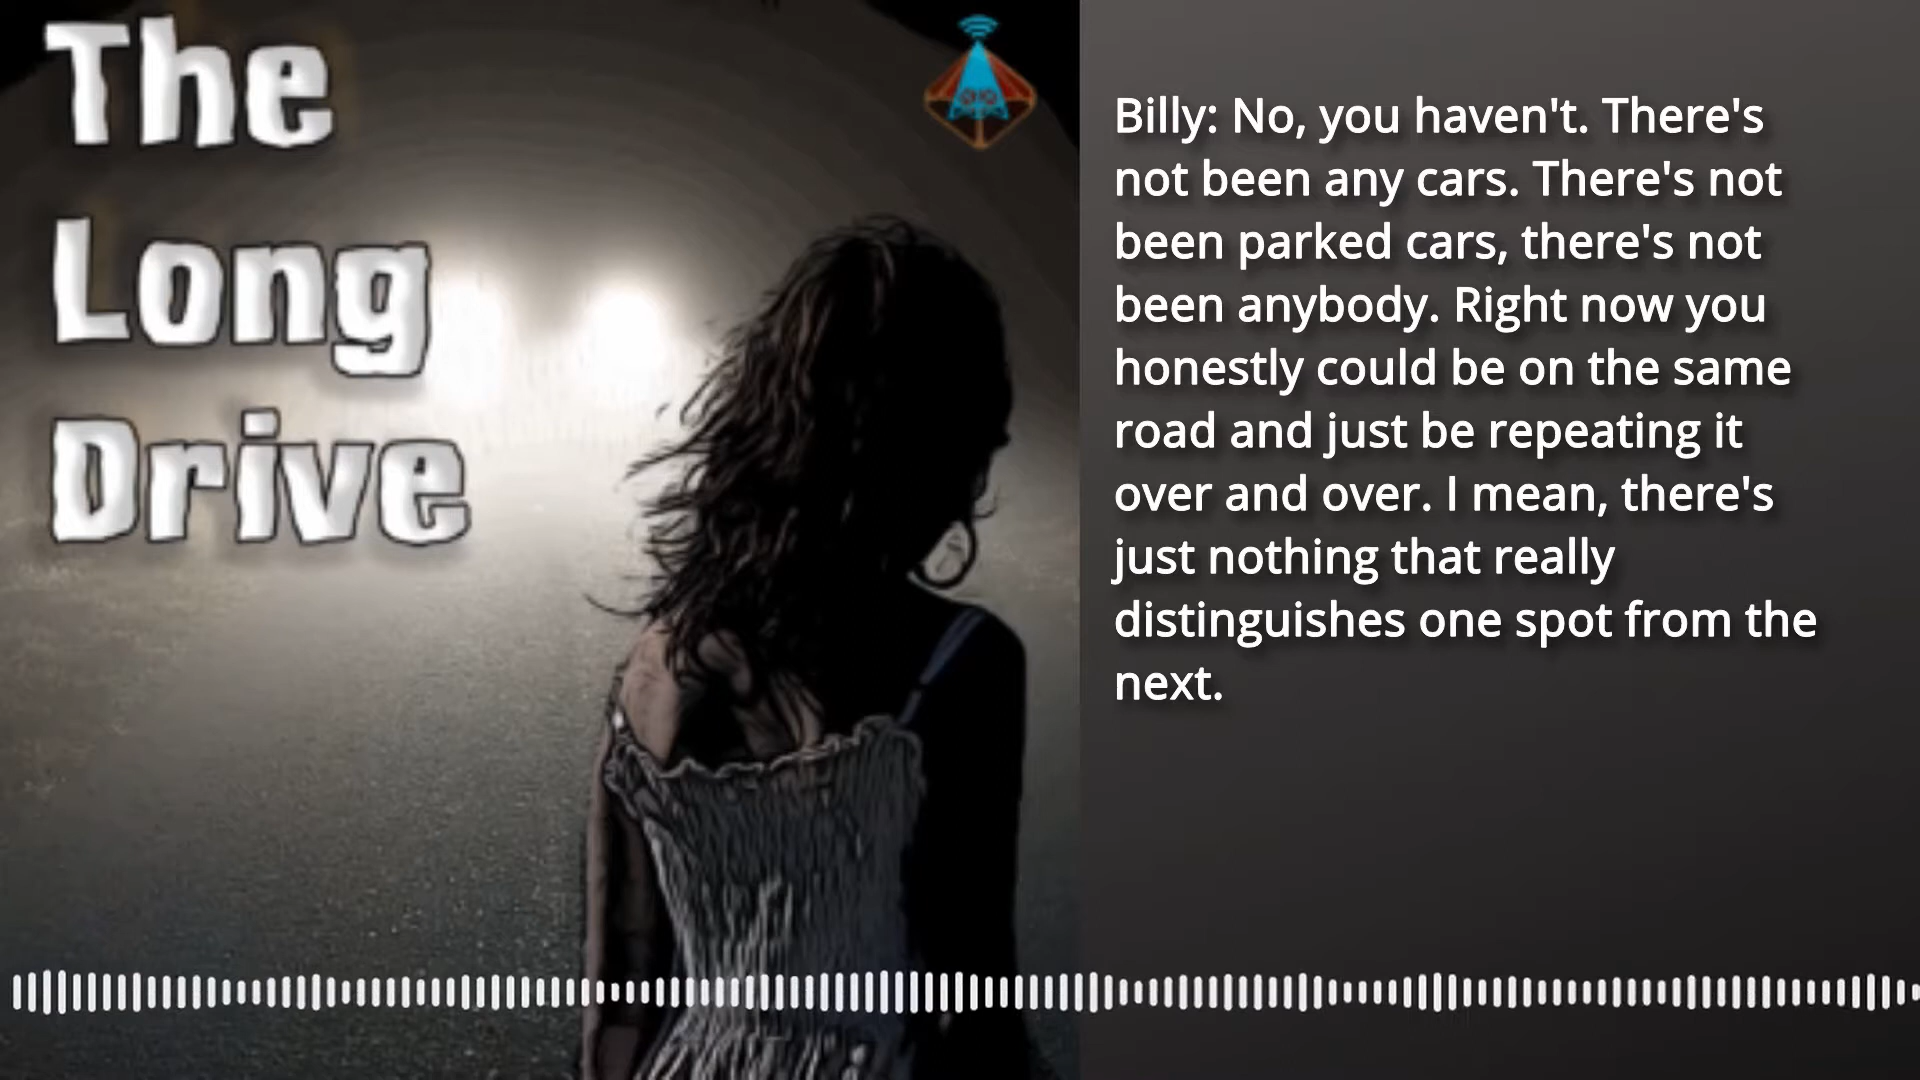 The
Long
Drive
Billy: No, you haven't. There's
not been any cars. There's not
been parked cars, there's not
been anybody. Right now you
honestly could be on the same
road and just be repeating it
over and over. I mean, there's
just nothing that really
distinguishes one spot from the
next.